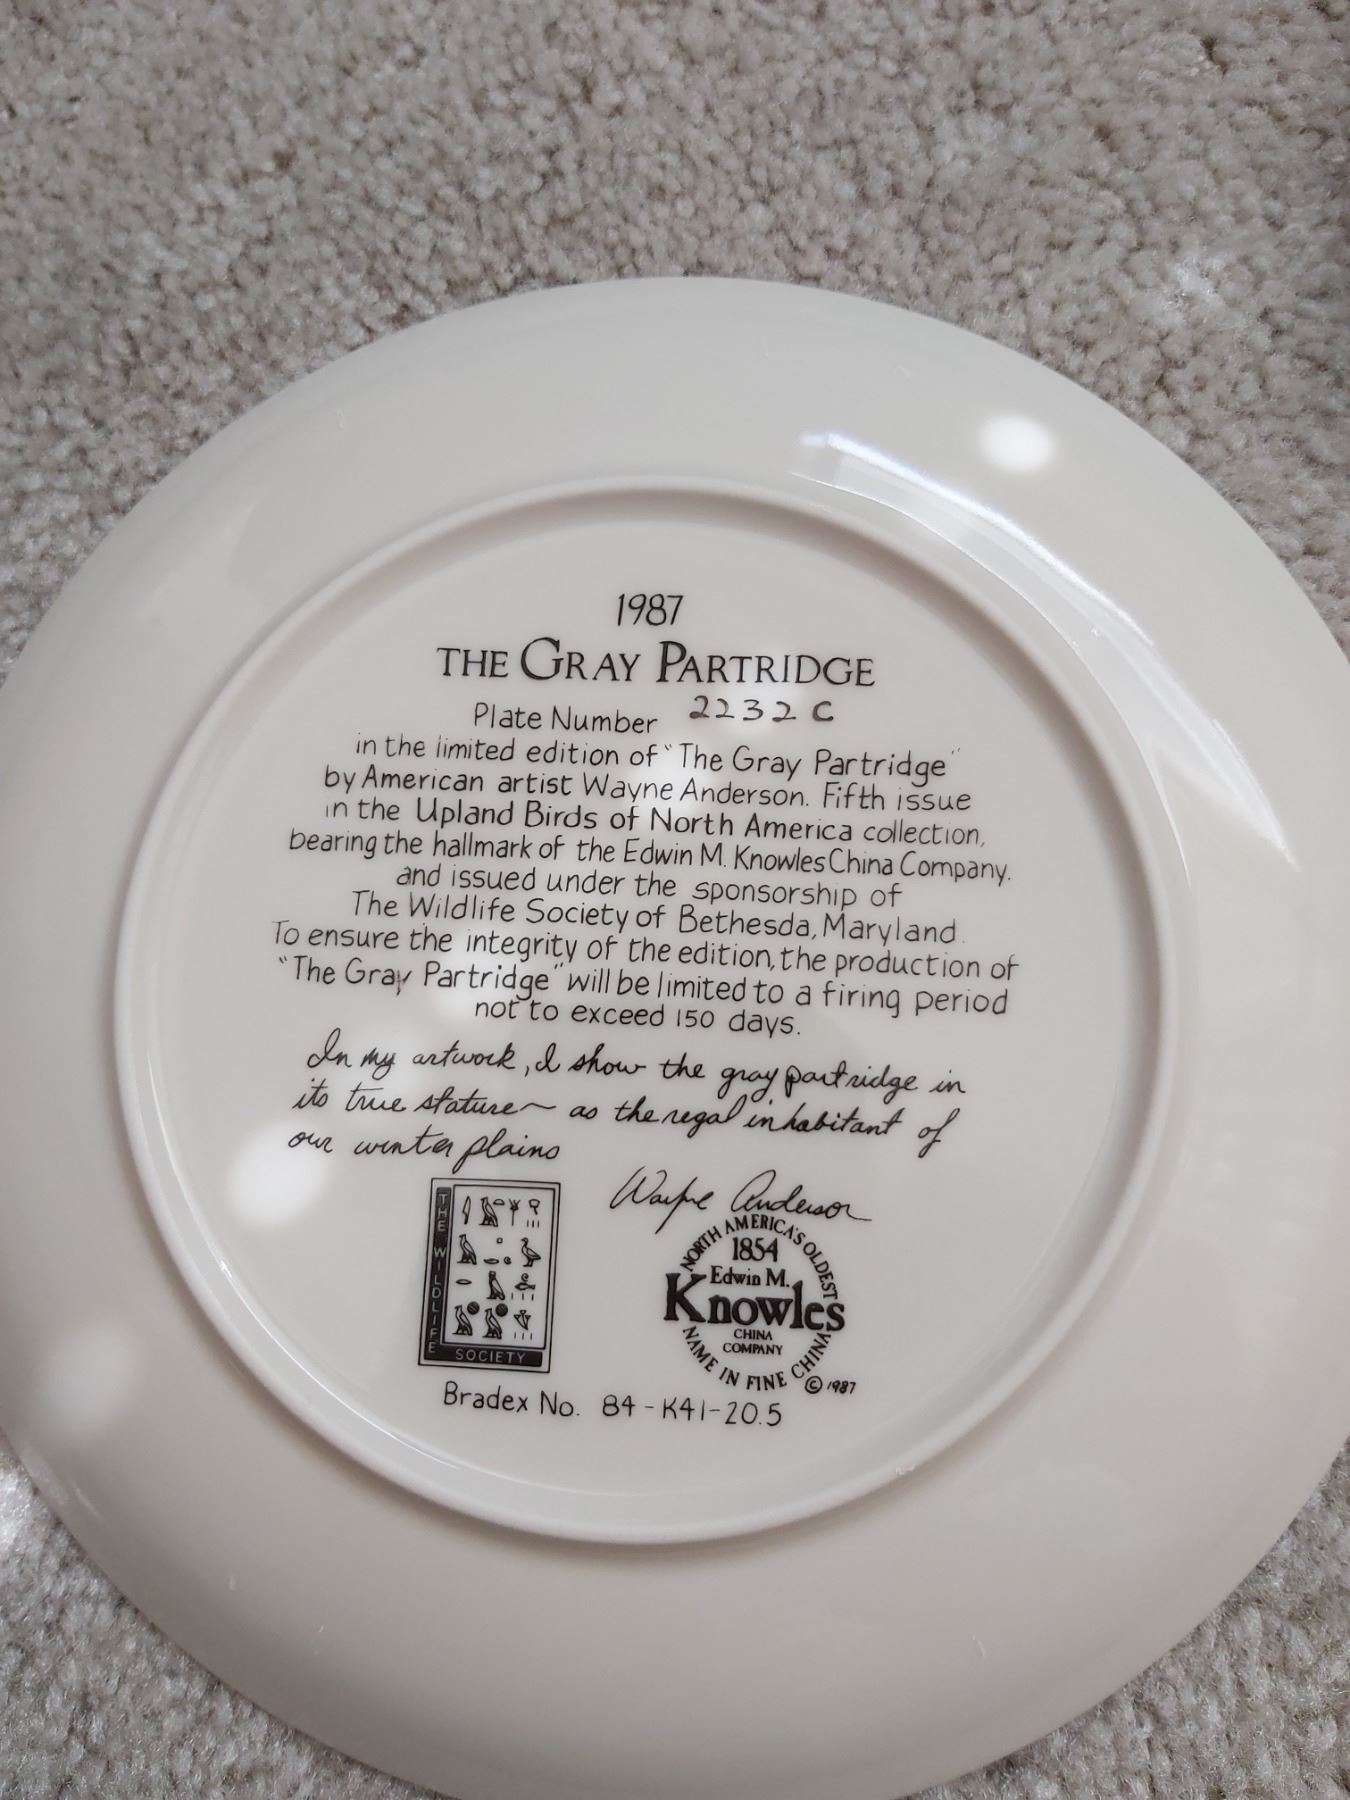 1987
THE GRAY PARTRIDGE
Plate Number 2232 C
in the limited edition of "The Gray Partridge"
by American artist Wayne Anderson. Fifth issue
in the Upland Birds of North America collection,
bearing the hallmark of the Edwin M. Knowles China Company.
and issued under the sponsorship of
The Wildlife Society of Bethesda, Maryland.
To ensure the integrity of the edition, the production of
"The Gray Partridge" will be limited to a firing period
not to exceed 150 days.
In my artwork, I show the gray partridge in
its true stature ~ as the regal inhabitant of
our winter plains
Wayne Anderson
THE WILDLIFE
SOCIETY
NORTH AMERICA'S OLDEST
1854
Edwin M.
Knowles
CHINA
COMPANY
NAME IN FINE CHINA
© 1987
Bradex No. 84-K41-20.5